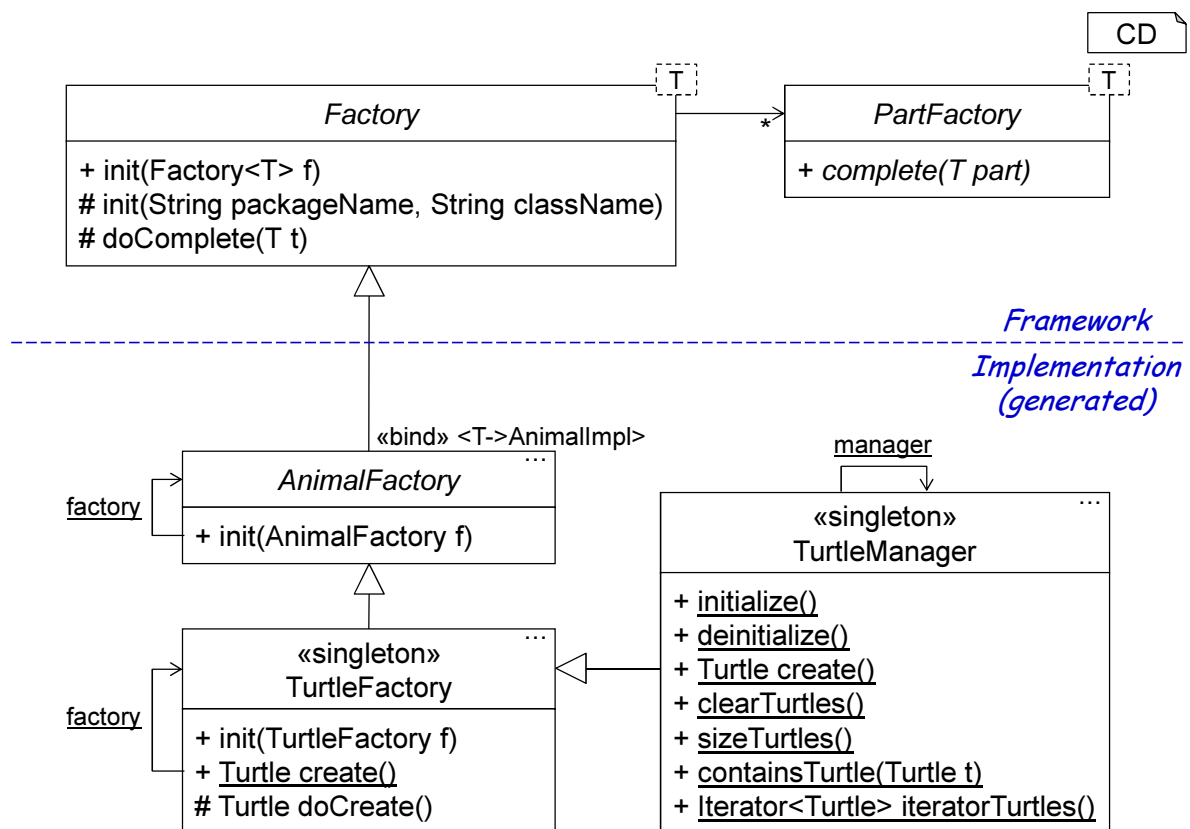 CD
T
Factory
+ init(Factory<T> f)
# init(String packageName, String className)
# doComplete(T t)
*
T
PartFactory
+ complete(T part)
Framework
Implementation
(generated)
«bind» <T->AnimalImpl>
...
AnimalFactory
+ init(AnimalFactory f)
factory
...
«singleton»
TurtleFactory
+ init(TurtleFactory f)
+ Turtle create()
# Turtle doCreate()
factory
manager
...
«singleton»
TurtleManager
+ initialize()
+ deinitialize()
+ Turtle create()
+ clearTurtles()
+ sizeTurtles()
+ containsTurtle(Turtle t)
+ Iterator<Turtle> iteratorTurtles()